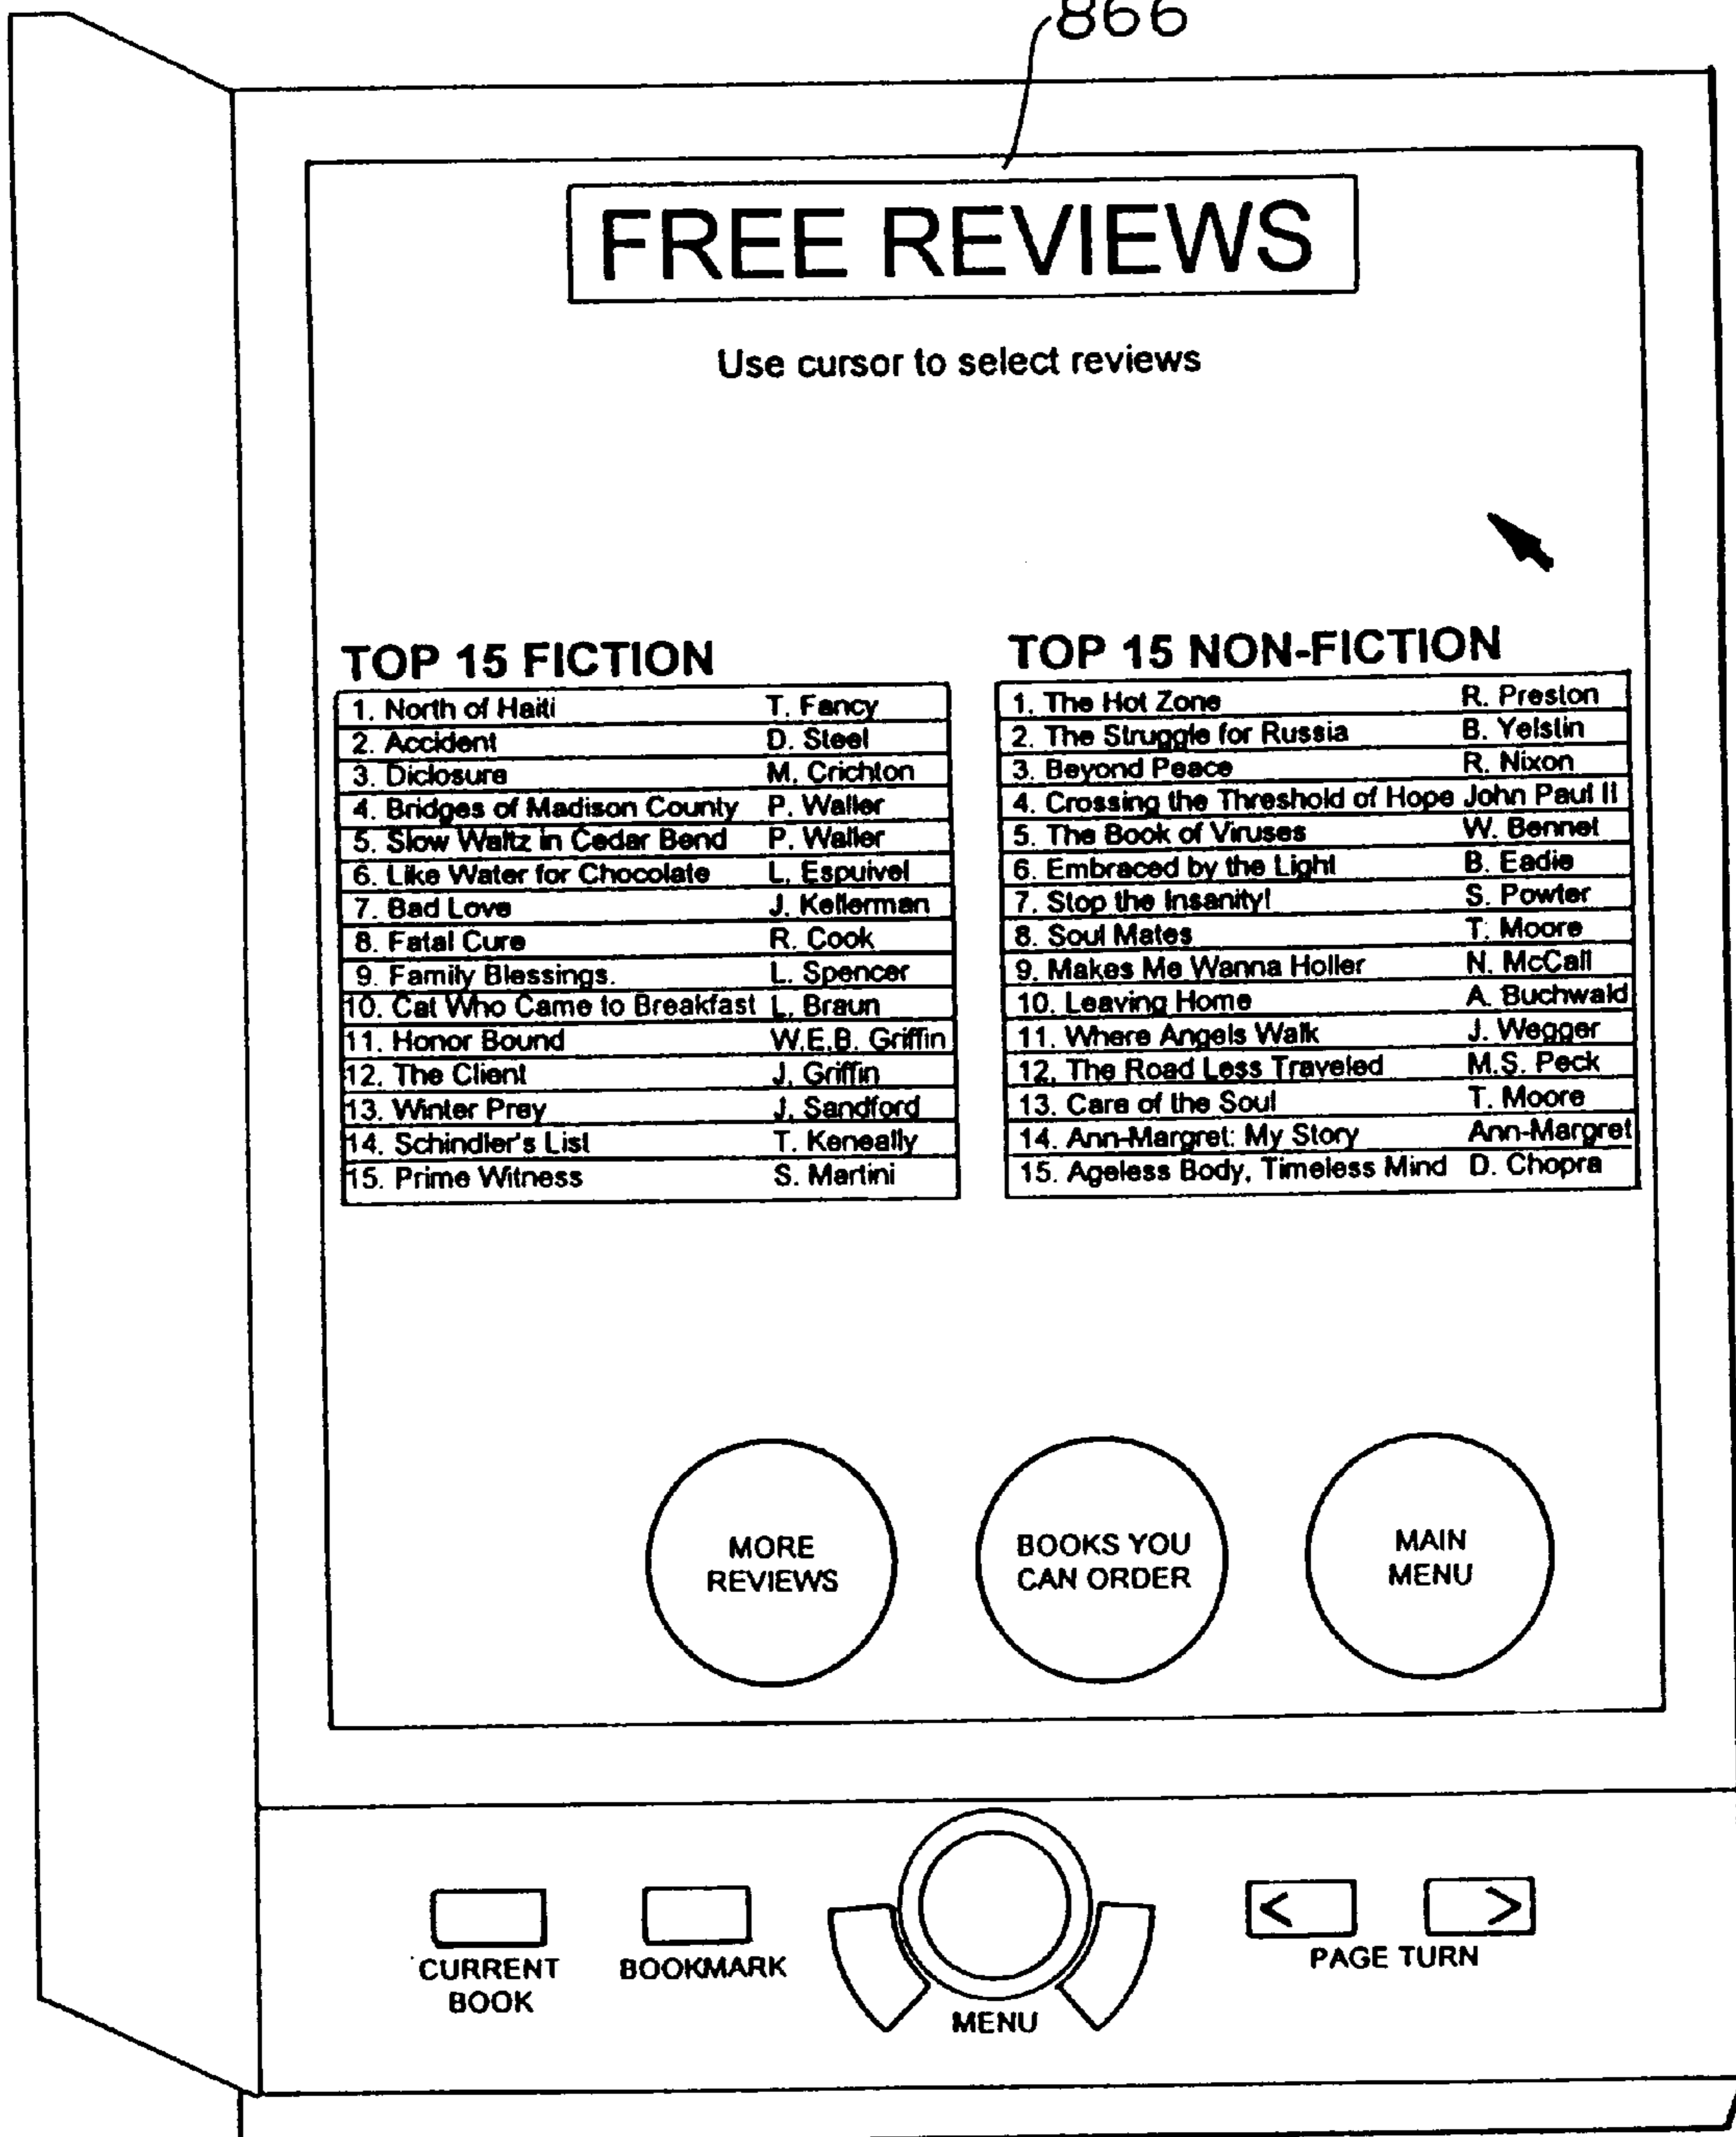 866
FREE REVIEWS
Use cursor to select reviews
TOP 15 FICTION
1. North of Haiti T. Fancy
2. Accident D. Steel
3. Diclosure M. Crichton
4. Bridges of Madison County P. Waller
5. Slow Waltz in Cedar Bend P. Waller
6. Like Water for Chocolate L. Espuivel
7. Bad Love J. Kellerman
8. Fatal Cure R. Cook
9. Family Blessings. L. Spencer
10. Cat Who Came to Breakfast L. Braun
11. Honor Bound W.E.B. Griffin
12. The Client J. Griffin
13. Winter Prey J. Sandford
14. Schindler's List T. Keneally
15. Prime Witness S. Martini
TOP 15 NON-FICTION
1. The Hot Zone R. Preston
2. The Struggle for Russia B. Yelstin
3. Beyond Peace R. Nixon
4. Crossing the Threshold of Hope John Paul II
5. The Book of Viruses W. Bennet
6. Embraced by the Light B. Eadie
7. Stop the Insanity! S. Powter
8. Soul Mates T. Moore
9. Makes Me Wanna Holler N. McCall
10. Leaving Home A. Buchwald
11. Where Angels Walk J. Wegger
12. The Road Less Traveled M.S. Peck
13. Care of the Soul T. Moore
14. Ann-Margret: My Story Ann-Margret
15. Ageless Body, Timeless Mind D. Chopra
MORE
REVIEWS
BOOKS YOU
CAN ORDER
MAIN
MENU
< >
CURRENT
BOOK
BOOKMARK
MENU
PAGE TURN